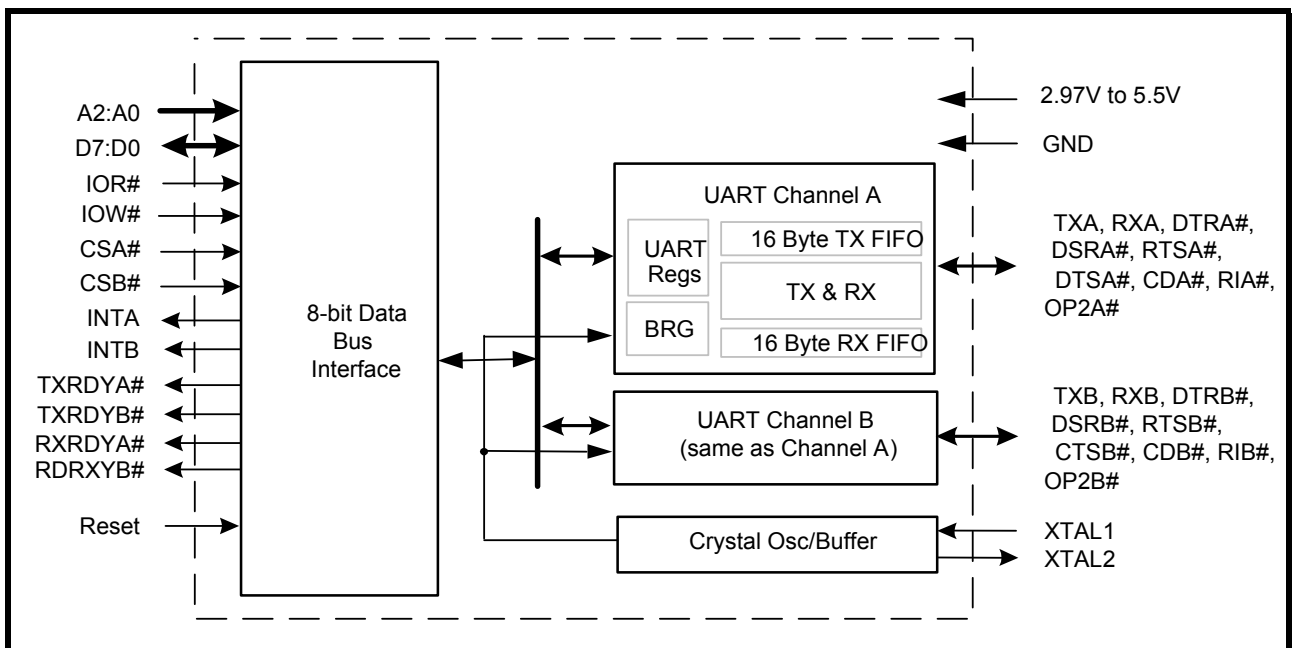 A2:A0
D7:D0
IOR#
IOW#
CSA#
CSB#
INTA
INTB
TXRDYA#
TXRDYB#
RXRDYA#
RDRXYB#
Reset
8-bit Data
Bus
Interface
UART Channel A
UART
Regs
BRG
16 Byte TX FIFO
TX & RX
16 Byte RX FIFO
UART Channel B
(same as Channel A)
Crystal Osc/Buffer
2.97V to 5.5V
GND
TXA, RXA, DTRA#,
DSRA#, RTSA#,
DTSA#, CDA#, RIA#,
OP2A#
TXB, RXB, DTRB#,
DSRB#, RTSB#,
CTSB#, CDB#, RIB#,
OP2B#
XTAL1
XTAL2